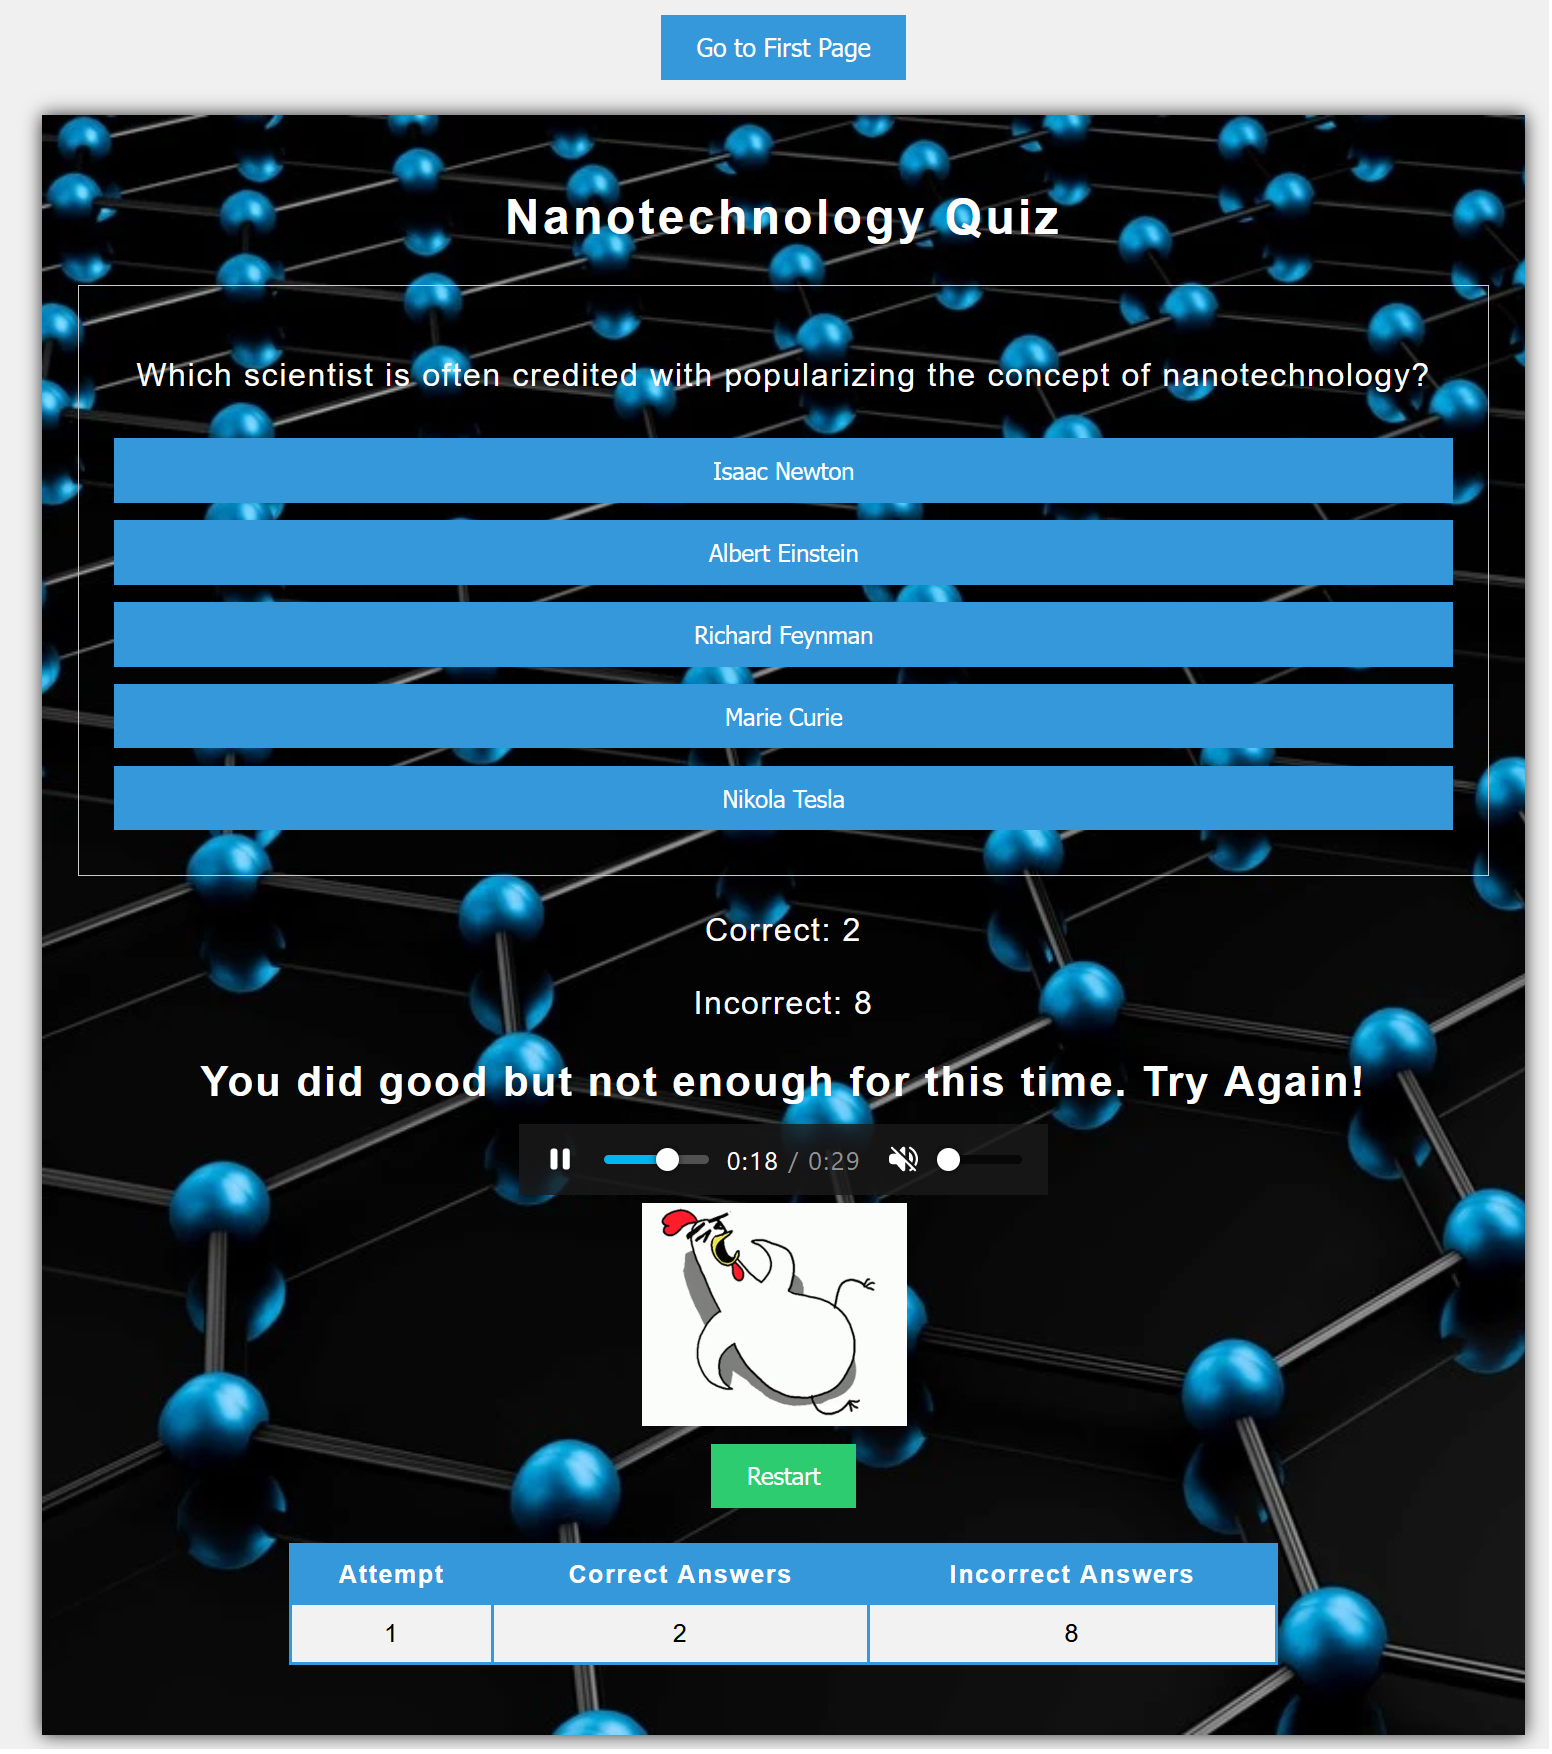 Go to First Page
Nanotechnology Quiz
Which scientist is often credited with popularizing the concept of nanotechnology?
Isaac Newton
Albert Einstein
Richard Feynman
Marie Curie
Nikola Tesla
Correct: 2
Incorrect: 8
You did good but not enough for this time. Try Again!
0:18 / 0:29
Restart
Attempt Correct Answers Incorrect Answers
1 2 8